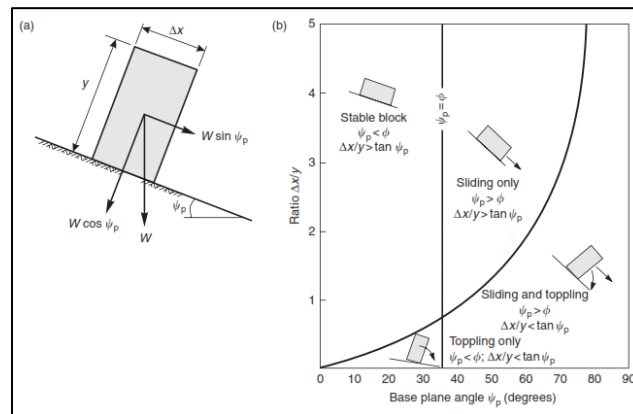 (a)
Δx
y
W sin ψp
ψp
W cos ψp
W
(b)
5
4
3
2
1
Ratio Δx/y
Stable block
ψp < ϕ
Δx/y > tan ψp
ψp = ϕ
Sliding only
ψp > ϕ
Δx/y > tan ψp
Sliding and toppling
ψp > ϕ
Δx/y < tan ψp
Toppling only
ψp < ϕ; Δx/y < tan ψp
0 10 20 30 40 50 60 70 80 90
Base plane angle ψp (degrees)